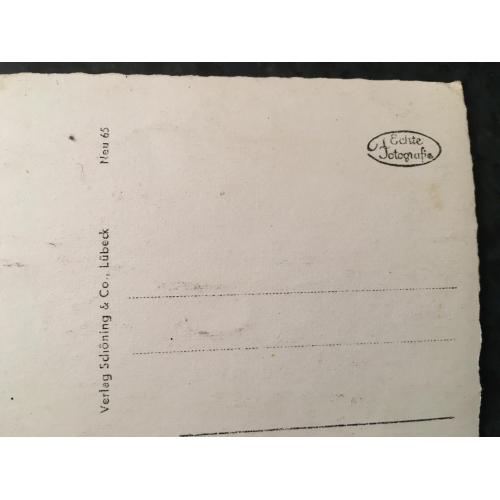 Echte
Fotografie
Verlag Schöning & Co., Lübeck
Neu 65